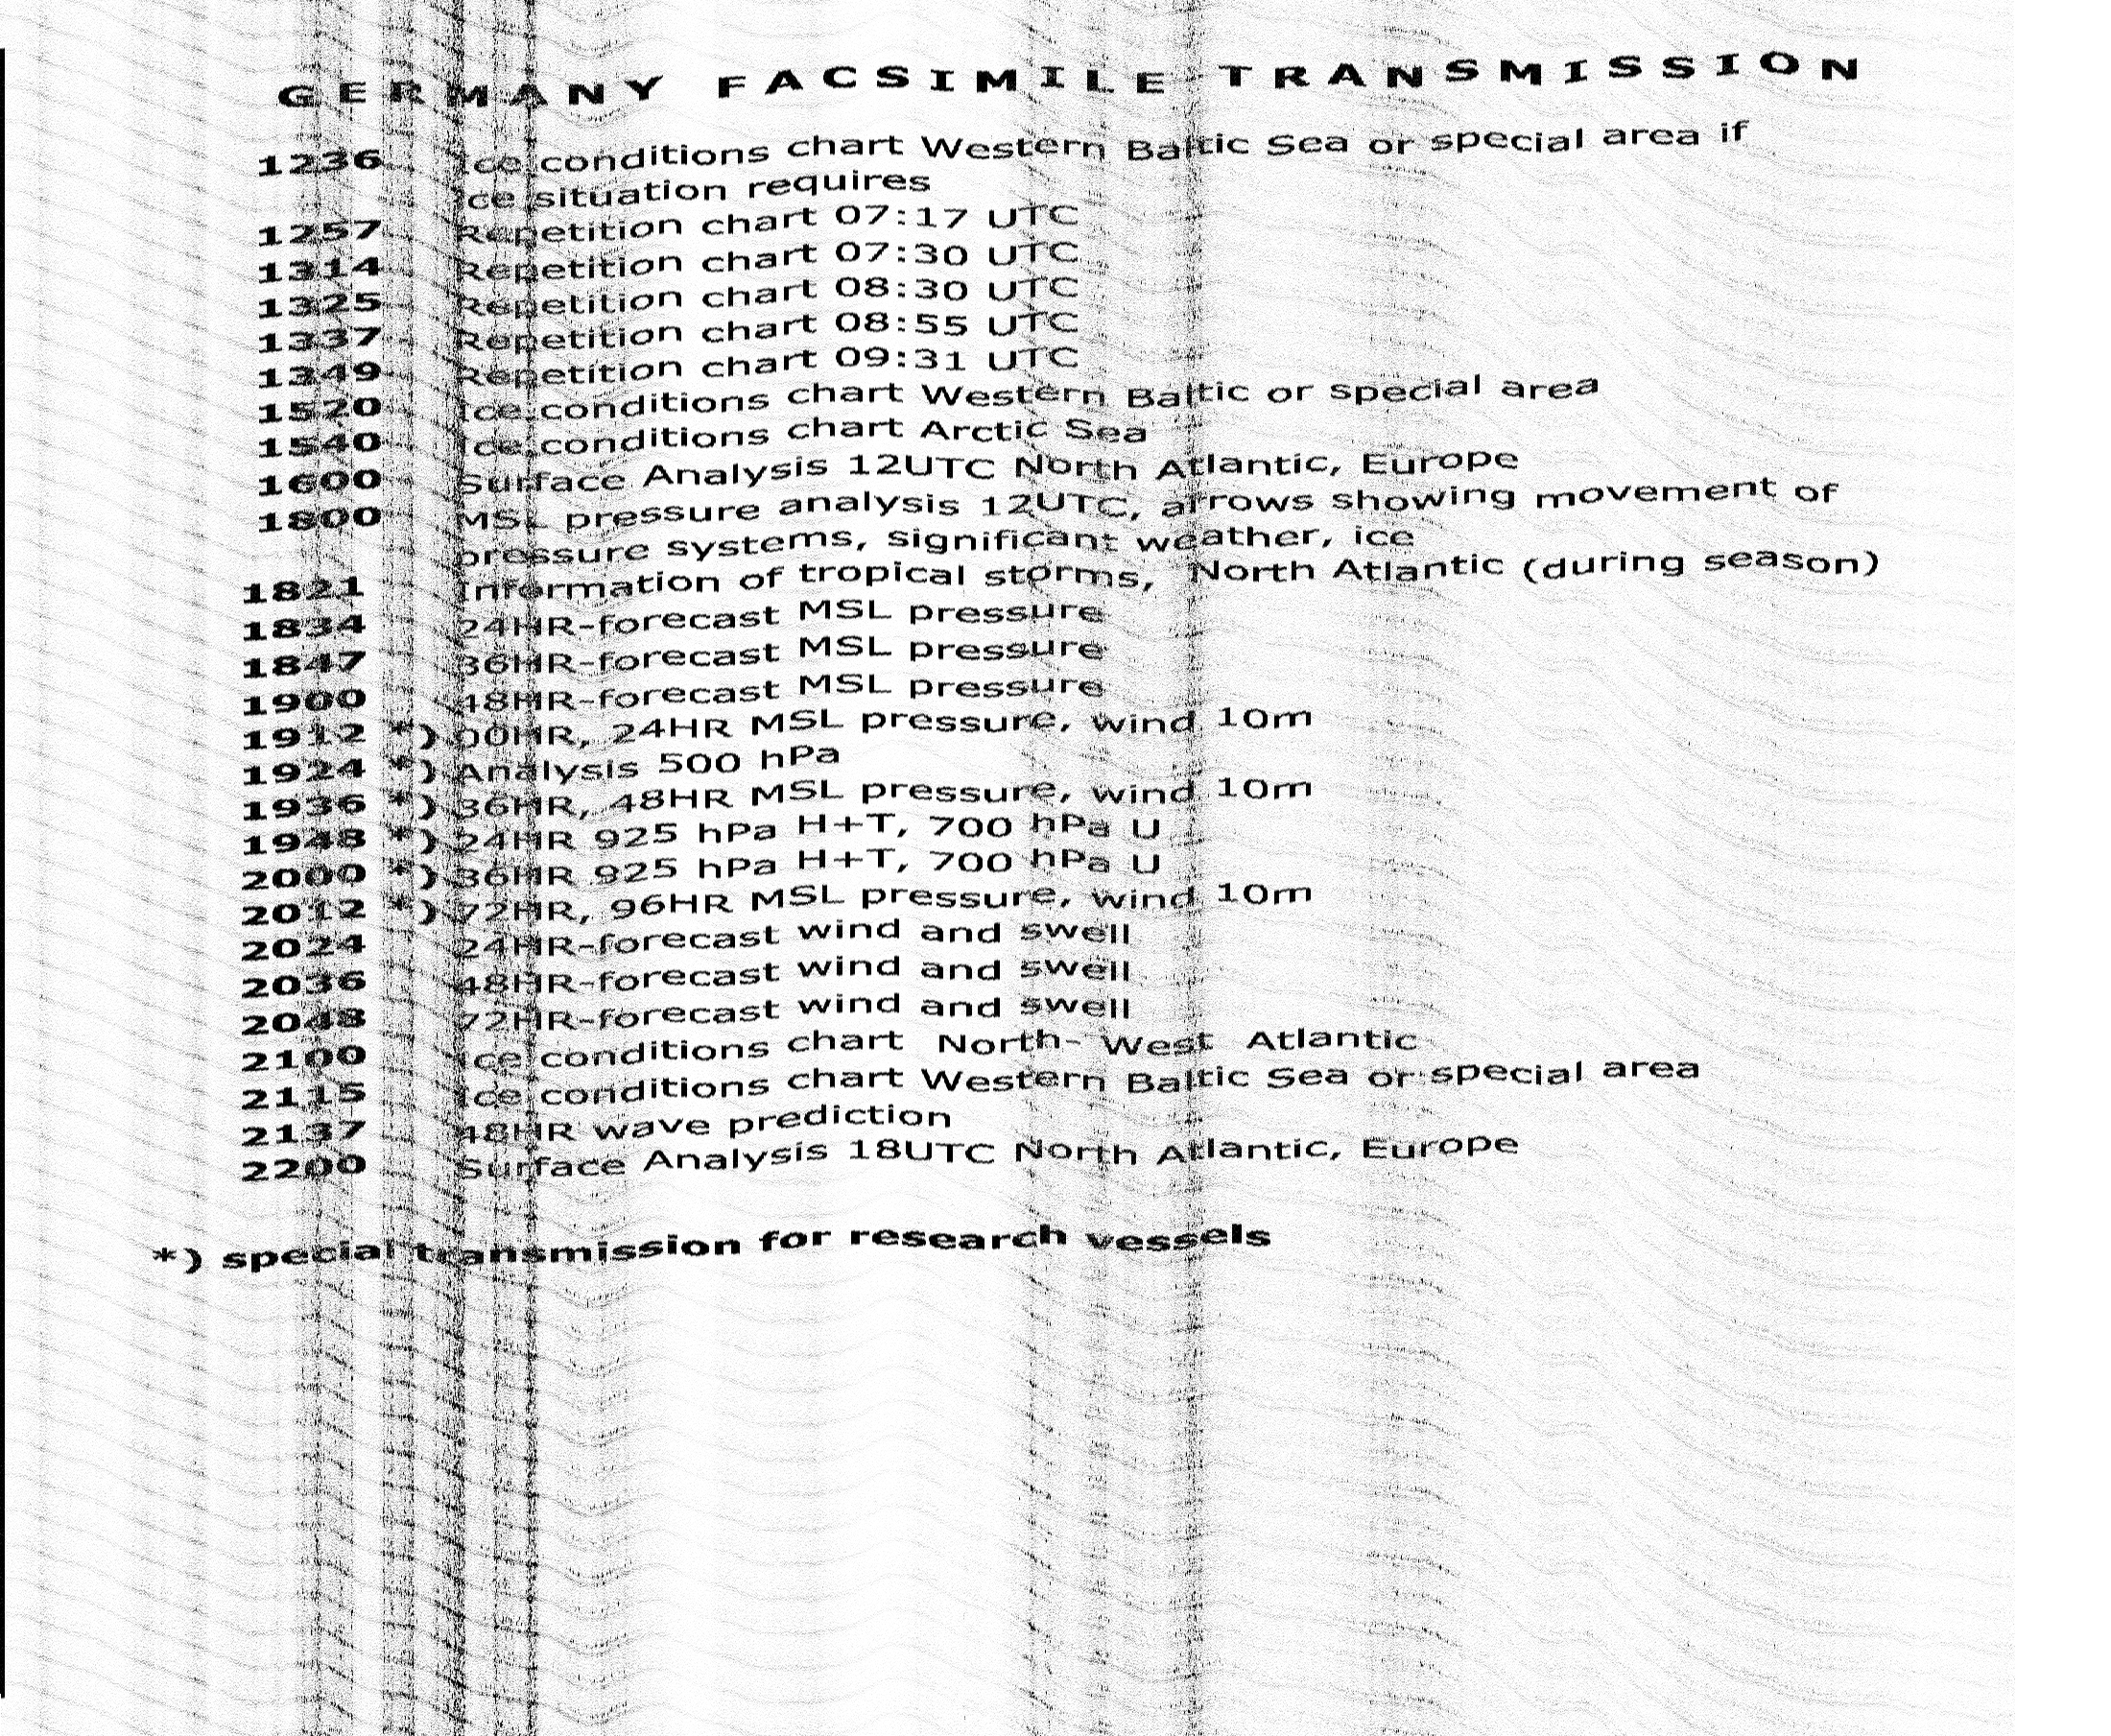 GERMANY FACSIMILE TRANSMISSION
1236 Ice conditions chart Western Baltic Sea or special area if
ice situation requires
1257 Repetition chart 07:17 UTC
1314 Repetition chart 07:30 UTC
1325 Repetition chart 08:30 UTC
1337 Repetition chart 08:55 UTC
1349 Repetition chart 09:31 UTC
1520 Ice conditions chart Western Baltic or special area
1540 Ice conditions chart Arctic Sea
1600 Surface Analysis 12UTC North Atlantic, Europe
1800 MSL pressure analysis 12UTC, arrows showing movement of
pressure systems, significant weather, ice
1821 Information of tropical storms, North Atlantic (during season)
1834 24HR-forecast MSL pressure
1847 36HR-forecast MSL pressure
1900 48HR-forecast MSL pressure
1912 *) 00HR, 24HR MSL pressure, wind 10m
1924 *) Analysis 500 hPa
1936 *) 36HR, 48HR MSL pressure, wind 10m
1948 *) 24HR 925 hPa H+T, 700 hPa U
2000 *) 36HR 925 hPa H+T, 700 hPa U
2012 *) 72HR, 96HR MSL pressure, wind 10m
2024 24HR-forecast wind and swell
2036 48HR-forecast wind and swell
2048 72HR-forecast wind and swell
2100 Ice conditions chart North- West Atlantic
2115 Ice conditions chart Western Baltic Sea or special area
2137 48HR wave prediction
2200 Surface Analysis 18UTC North Atlantic, Europe
*) special transmission for research vessels